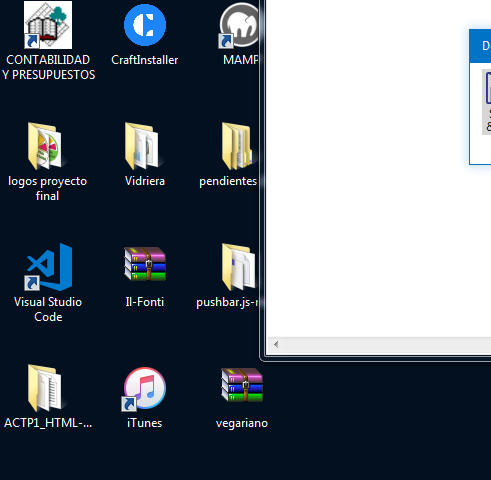 CONTABILIDAD
Y PRESUPUESTOS
CraftInstaller
MAMP
D
logos proyecto
final
Vidriera
pendientes
Visual Studio
Code
Il-Fonti
pushbar.js-
ACTP1_HTML-...
iTunes
vegariano